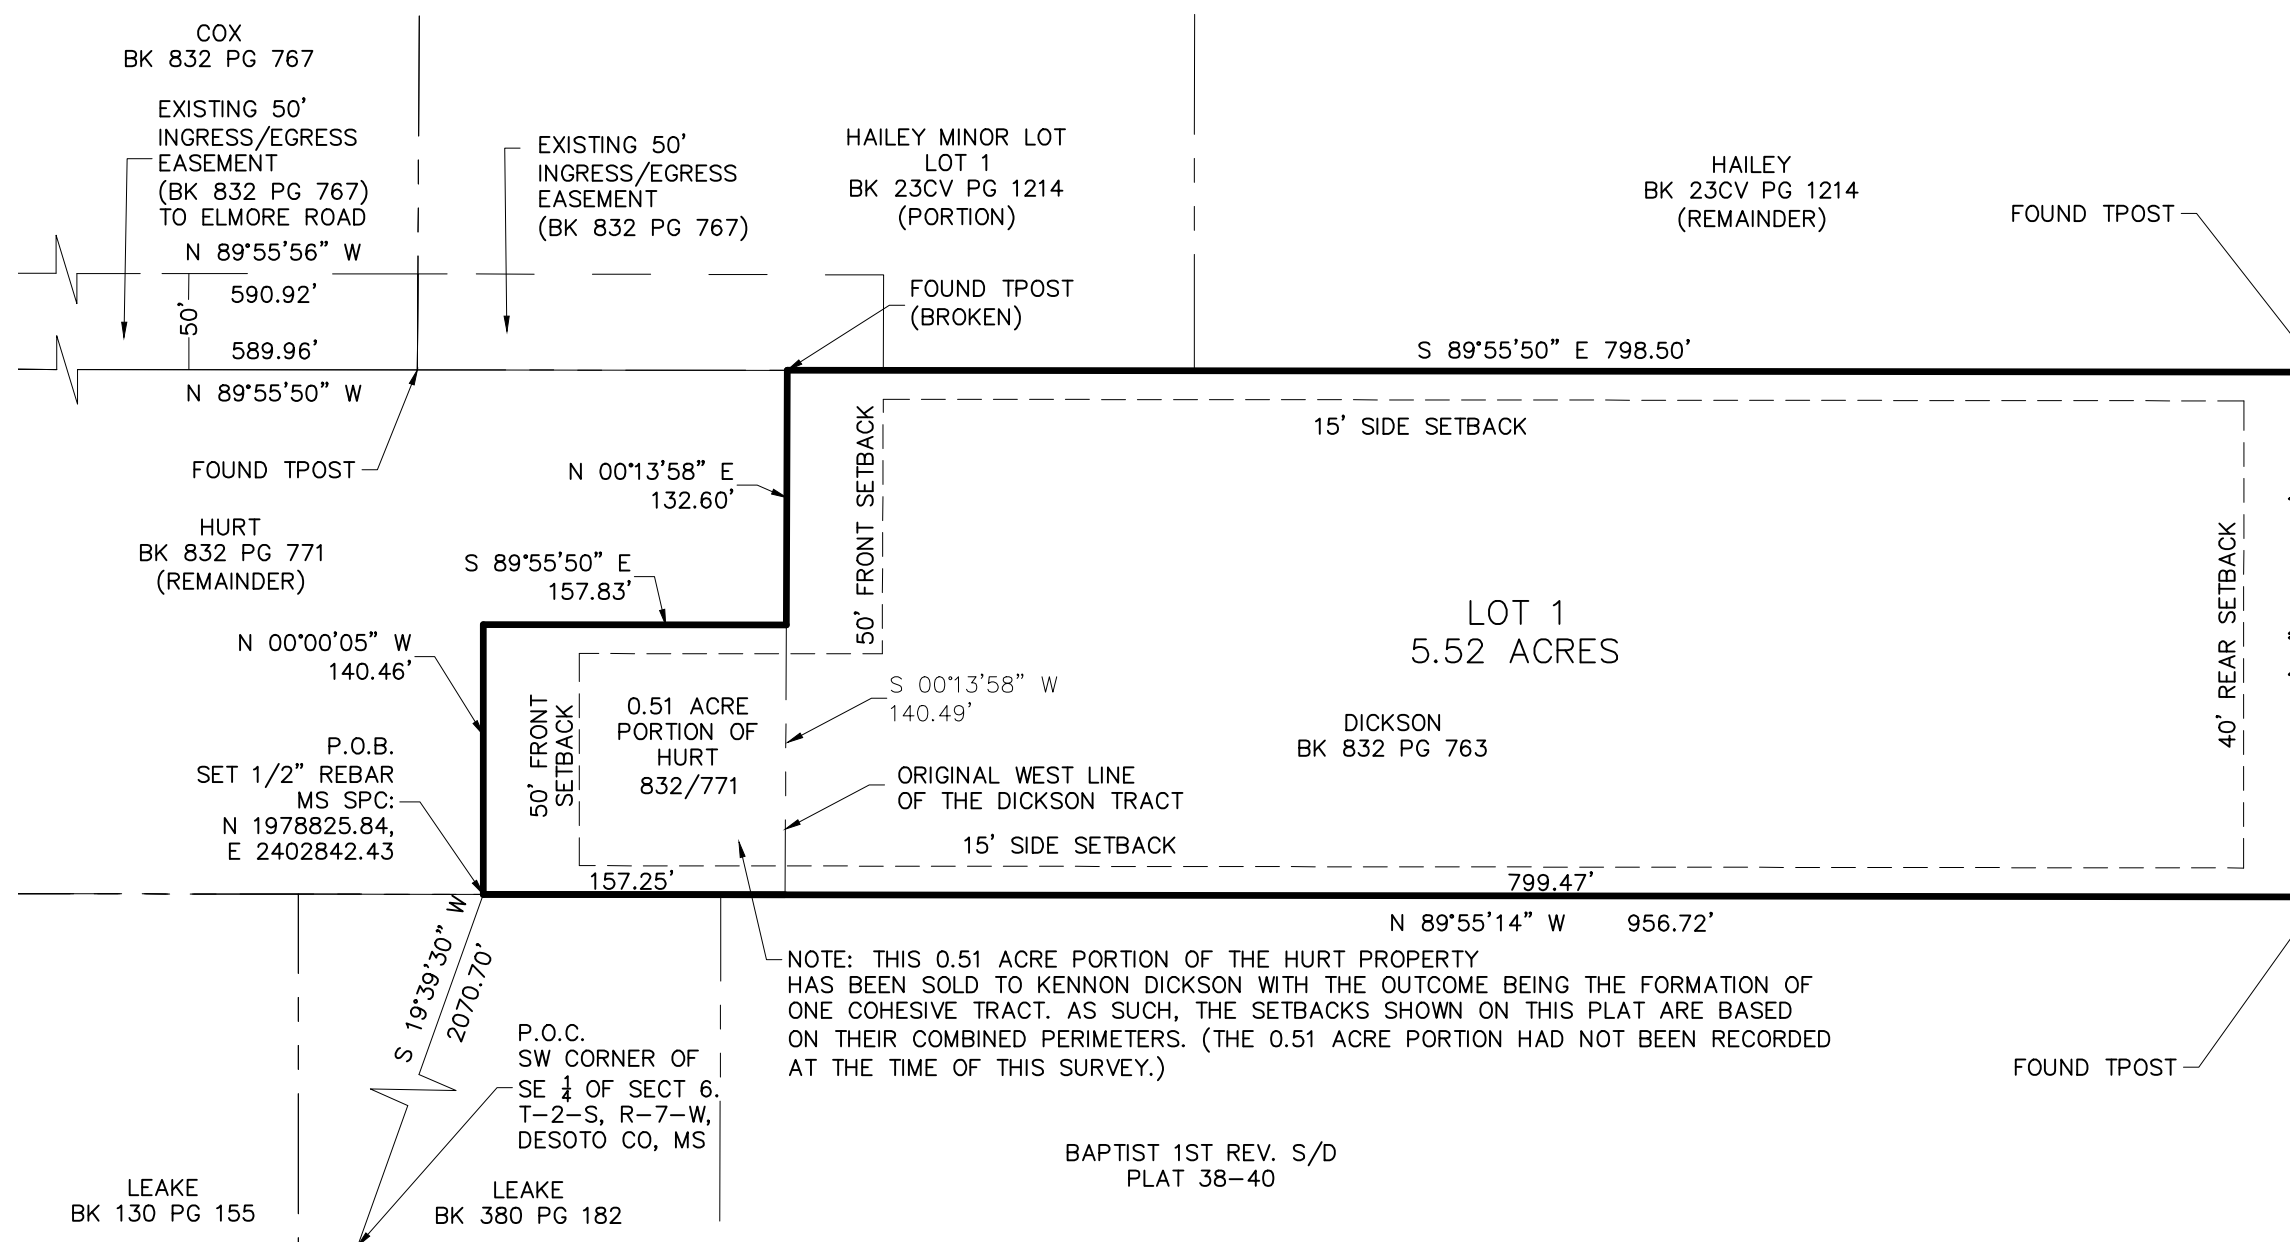 COX
BK 832 PG 767
EXISTING 50'
INGRESS/EGRESS
EASEMENT
(BK 832 PG 767)
TO ELMORE ROAD
N 89°55'56" W
590.92'
50'
589.96'
N 89°55'50" W
EXISTING 50'
INGRESS/EGRESS
EASEMENT
(BK 832 PG 767)
HAILEY MINOR LOT
LOT 1
BK 23CV PG 1214
(PORTION)
HAILEY
BK 23CV PG 1214
(REMAINDER)
FOUND TPOST
FOUND TPOST
(BROKEN)
S 89°55'50" E 798.50'
FOUND TPOST
N 00°13'58" E
132.60'
50' FRONT SETBACK
15' SIDE SETBACK
HURT
BK 832 PG 771
(REMAINDER)
S 89°55'50" E
157.83'
N 00°00'05" W
140.46'
LOT 1
5.52 ACRES
40' REAR SETBACK
50' FRONT
SETBACK
0.51 ACRE
PORTION OF
HURT
832/771
S 00°13'58" W
140.49'
DICKSON
BK 832 PG 763
P.O.B.
SET 1/2" REBAR
MS SPC:
N 1978825.84,
E 2402842.43
ORIGINAL WEST LINE
OF THE DICKSON TRACT
15' SIDE SETBACK
157.25'
799.47'
N 89°55'14" W 956.72'
S 19°39'30" W
2070.70'
NOTE: THIS 0.51 ACRE PORTION OF THE HURT PROPERTY
HAS BEEN SOLD TO KENNON DICKSON WITH THE OUTCOME BEING THE FORMATION OF
ONE COHESIVE TRACT. AS SUCH, THE SETBACKS SHOWN ON THIS PLAT ARE BASED
ON THEIR COMBINED PERIMETERS. (THE 0.51 ACRE PORTION HAD NOT BEEN RECORDED
AT THE TIME OF THIS SURVEY.)
P.O.C.
SW CORNER OF
SE 1/4 OF SECT 6.
T-2-S, R-7-W,
DESOTO CO, MS
FOUND TPOST
BAPTIST 1ST REV. S/D
PLAT 38-40
LEAKE
BK 130 PG 155
LEAKE
BK 380 PG 182